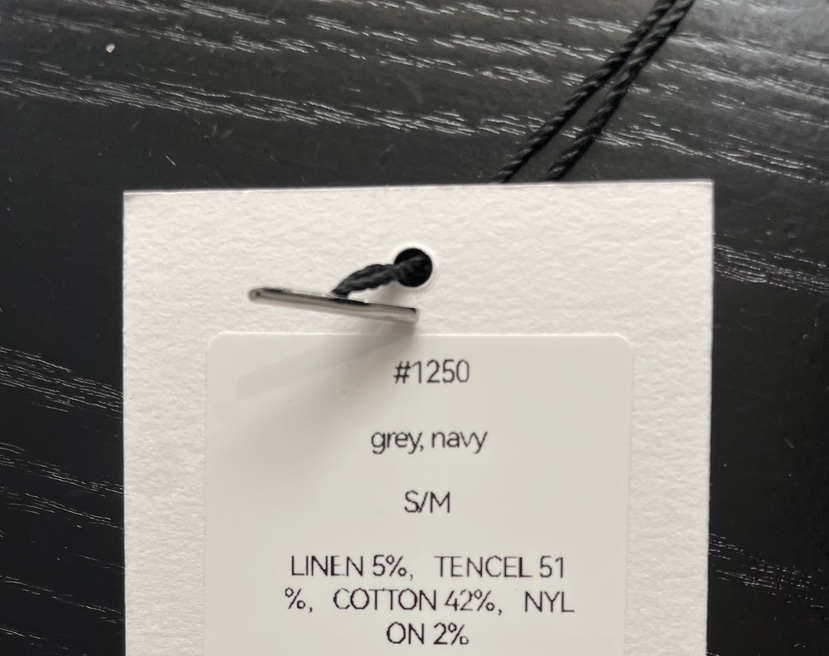 #1250
grey, navy
S/M
LINEN 5%, TENCEL 51
%, COTTON 42%, NYL
ON 2%